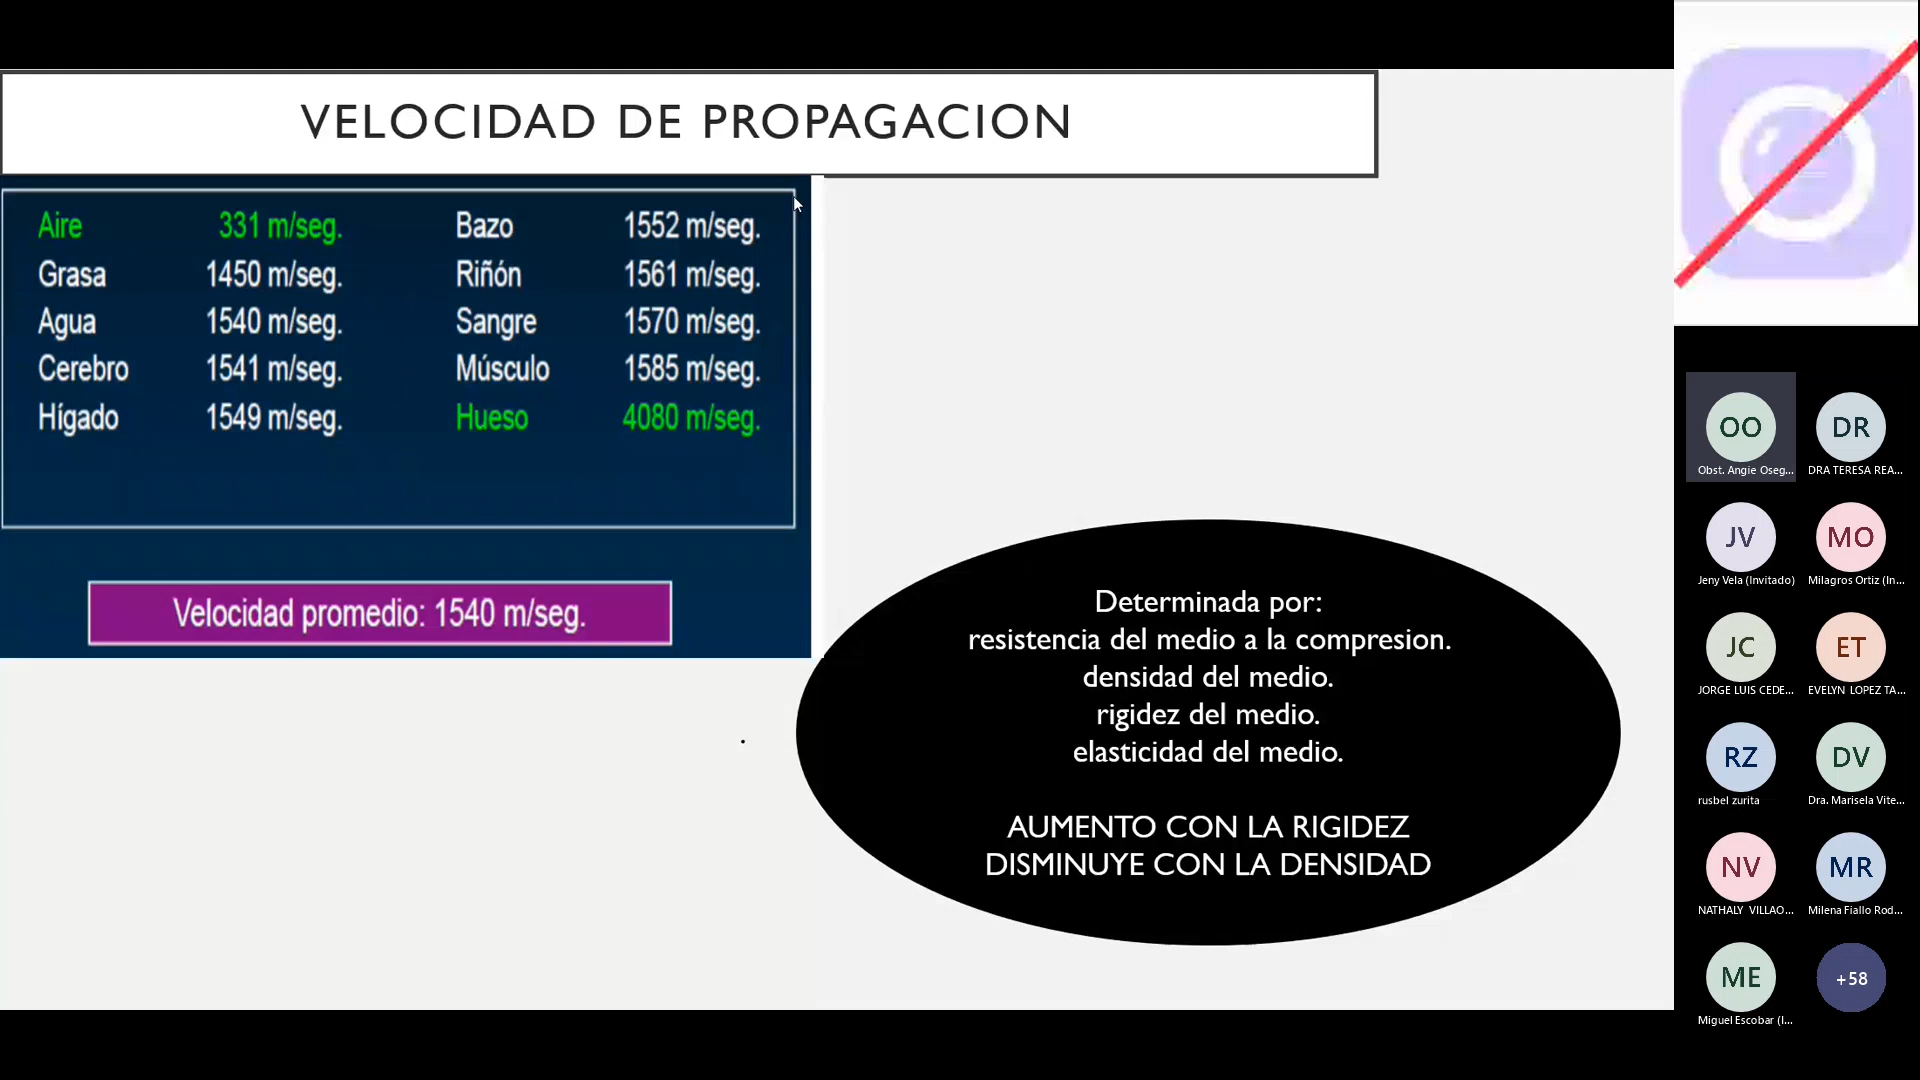 VELOCIDAD DE PROPAGACION
Aire 331 m/seg. Bazo 1552 m/seg.
Grasa 1450 m/seg. Riñón 1561 m/seg.
Agua 1540 m/seg. Sangre 1570 m/seg.
Cerebro 1541 m/seg. Músculo 1585 m/seg.
Hígado 1549 m/seg. Hueso 4080 m/seg.
Velocidad promedio: 1540 m/seg.
Determinada por:
resistencia del medio a la compresion.
densidad del medio.
rigidez del medio.
elasticidad del medio.
AUMENTO CON LA RIGIDEZ
DISMINUYE CON LA DENSIDAD
.
OO DR
Obst. Angie Oseg... DRA TERESA REA...
JV MO
Jeny Vela (Invitado) Milagros Ortiz (In...
JC ET
JORGE LUIS CEDE... EVELYN LOPEZ TA...
RZ DV
rusbel zurita Dra. Marisela Vite...
NV MR
NATHALY VILLAO... Milena Fiallo Rod...
ME +58
Miguel Escobar (I...